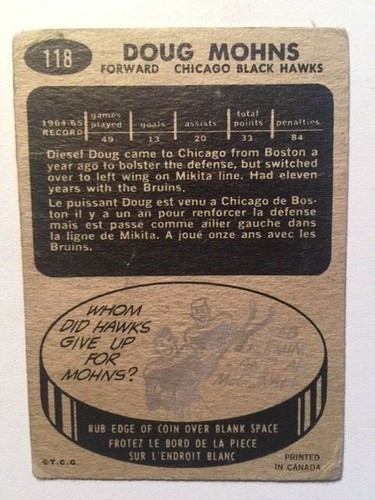 118
DOUG MOHNS
FORWARD CHICAGO BLACK HAWKS
1964-65 RECORD
games played goals assists total points penalties
49 13 20 33 84
Diesel Doug came to Chicago from Boston a
year ago to bolster the defense, but switched
over to left wing on Mikita line. Had eleven
years with the Bruins.
Le puissant Doug est venu a Chicago de Bos-
ton il y a un an pour renforcer la defense
mais est passe comme ailier gauche dans
la ligne de Mikita. A joué onze ans avec les
Bruins.
WHOM
DID HAWKS
GIVE UP
FOR
MOHNS?
RUB EDGE OF COIN OVER BLANK SPACE
FROTEZ LE BORD DE LA PIECE
SUR L'ENDROIT BLANC
©T.C.G.
PRINTED
IN CANADA